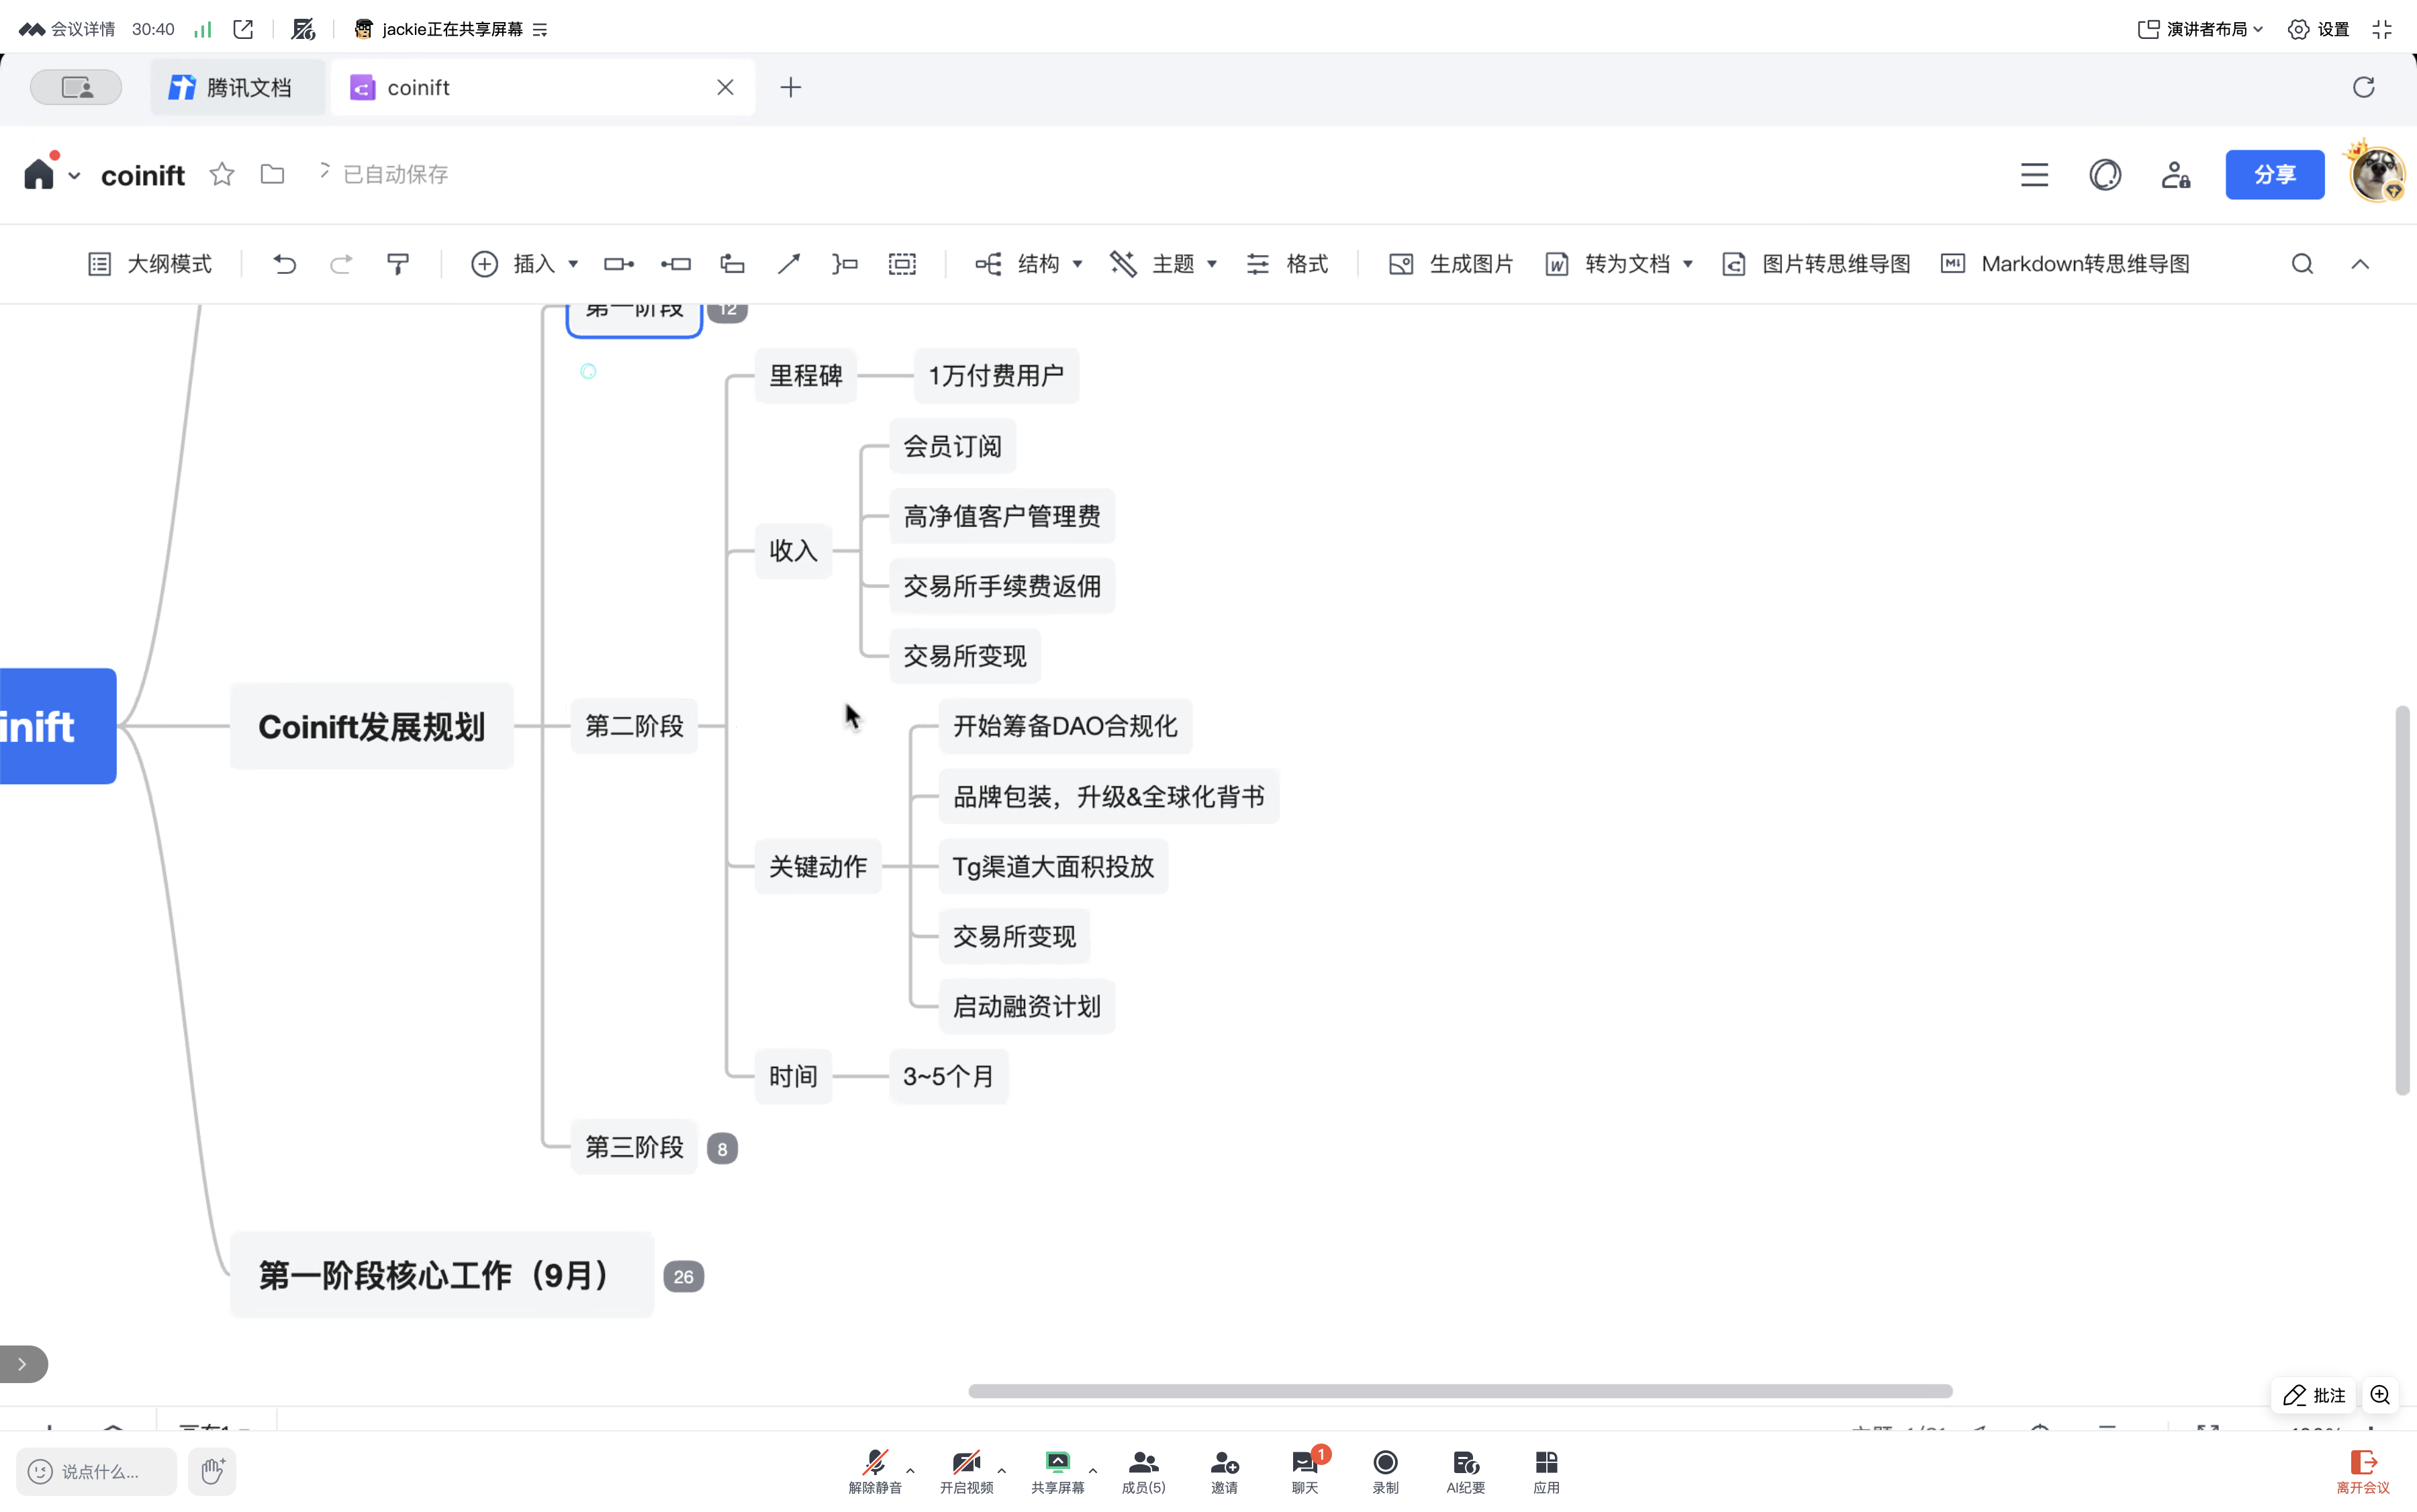 会议详情 30:40 jackie正在共享屏幕 演讲者布局 设置
腾讯文档 coinift
coinift 已自动保存 分享
大纲模式 插入 结构 主题 格式 生成图片 转为文档 图片转思维导图 Markdown转思维导图
第一阶段 12
里程碑 1万付费用户
会员订阅
高净值客户管理费
收入
交易所手续费返佣
交易所变现
inift
Coinift发展规划
第二阶段
开始筹备DAO合规化
品牌包装，升级&全球化背书
关键动作
Tg渠道大面积投放
交易所变现
启动融资计划
时间 3~5个月
第三阶段 8
第一阶段核心工作（9月） 26
批注
说点什么...
解除静音 开启视频 共享屏幕 成员(5) 邀请 聊天 1 录制 AI纪要 应用 离开会议